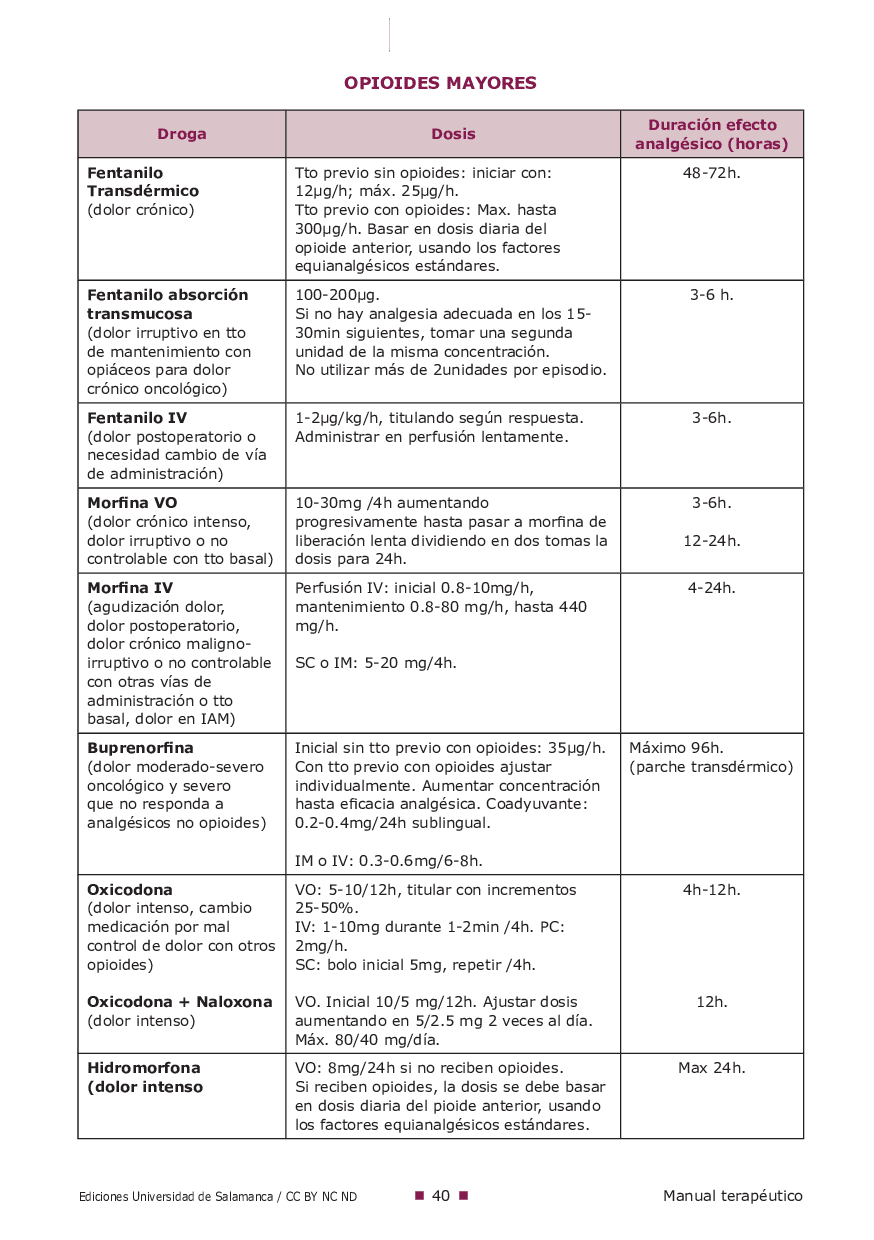 OPIOIDES MAYORES
Droga
Dosis
Duración efecto
analgésico (horas)
Fentanilo
Transdérmico
(dolor crónico)
Tto previo sin opioides: iniciar con:
12µg/h; máx. 25µg/h.
Tto previo con opioides: Max. hasta
300µg/h. Basar en dosis diaria del
opioide anterior, usando los factores
equianalgésicos estándares.
48-72h.
Fentanilo absorción
transmucosa
(dolor irruptivo en tto
de mantenimiento con
opiáceos para dolor
crónico oncológico)
100-200µg.
Si no hay analgesia adecuada en los 15-
30min siguientes, tomar una segunda
unidad de la misma concentración.
No utilizar más de 2unidades por episodio.
3-6 h.
Fentanilo IV
(dolor postoperatorio o
necesidad cambio de vía
de administración)
1-2µg/kg/h, titulando según respuesta.
Administrar en perfusión lentamente.
3-6h.
Morfina VO
(dolor crónico intenso,
dolor irruptivo o no
controlable con tto basal)
10-30mg /4h aumentando
progresivamente hasta pasar a morfina de
liberación lenta dividiendo en dos tomas la
dosis para 24h.
3-6h.
12-24h.
Morfina IV
(agudización dolor,
dolor postoperatorio,
dolor crónico maligno-
irruptivo o no controlable
con otras vías de
administración o tto
basal, dolor en IAM)
Perfusión IV: inicial 0.8-10mg/h,
mantenimiento 0.8-80 mg/h, hasta 440
mg/h.
SC o IM: 5-20 mg/4h.
4-24h.
Buprenorfina
(dolor moderado-severo
oncológico y severo
que no responda a
analgésicos no opioides)
Inicial sin tto previo con opioides: 35µg/h.
Con tto previo con opioides ajustar
individualmente. Aumentar concentración
hasta eficacia analgésica. Coadyuvante:
0.2-0.4mg/24h sublingual.
IM o IV: 0.3-0.6mg/6-8h.
Máximo 96h.
(parche transdérmico)
Oxicodona
(dolor intenso, cambio
medicación por mal
control de dolor con otros
opioides)
VO: 5-10/12h, titular con incrementos
25-50%.
IV: 1-10mg durante 1-2min /4h. PC:
2mg/h.
SC: bolo inicial 5mg, repetir /4h.
4h-12h.
Oxicodona + Naloxona
(dolor intenso)
VO. Inicial 10/5 mg/12h. Ajustar dosis
aumentando en 5/2.5 mg 2 veces al día.
Máx. 80/40 mg/día.
12h.
Hidromorfona
(dolor intenso
VO: 8mg/24h si no reciben opioides.
Si reciben opioides, la dosis se debe basar
en dosis diaria del pioide anterior, usando
los factores equianalgésicos estándares.
Max 24h.
Ediciones Universidad de Salamanca / CC BY NC ND
40
Manual terapéutico